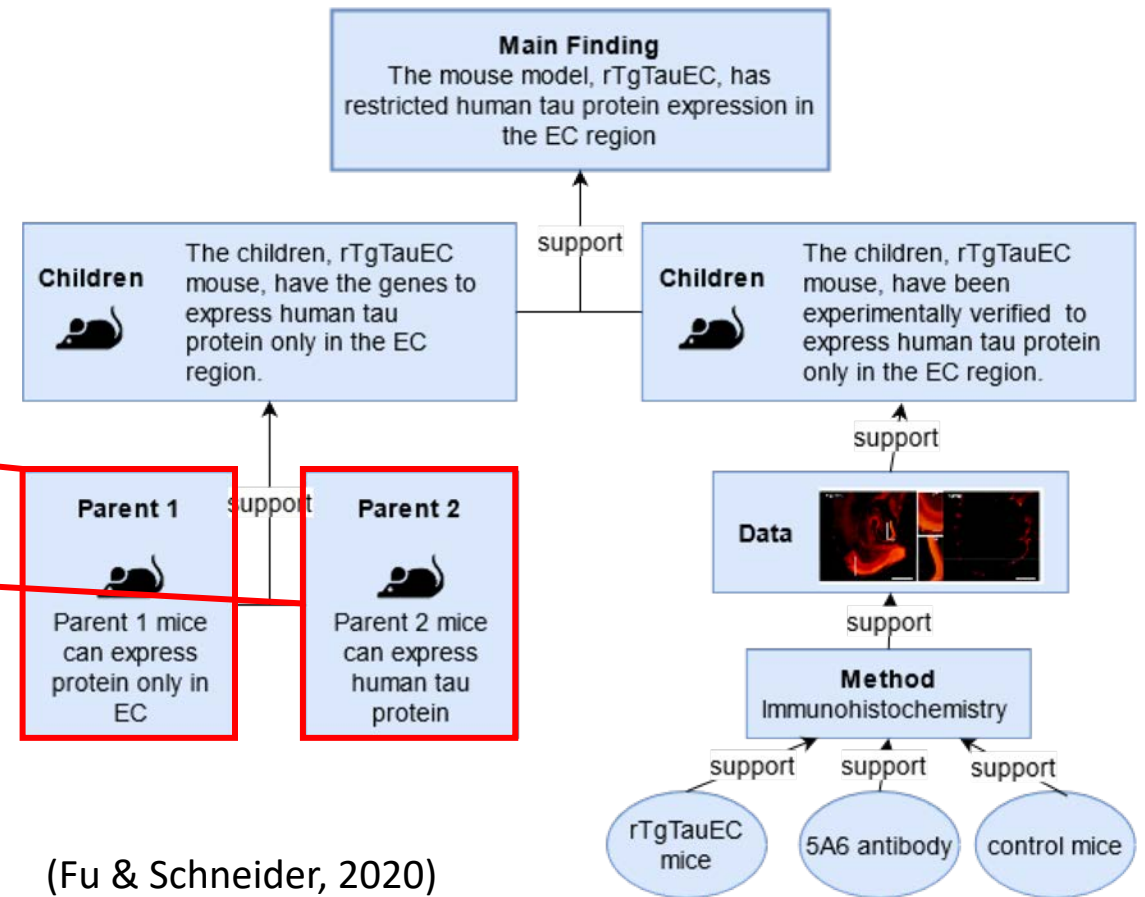 Main Finding
The mouse model, rTgTauEC, has
restricted human tau protein expression in
the EC region
support
Children
The children, rTgTauEC
mouse, have the genes to
express human tau
protein only in the EC
region.
Children
The children, rTgTauEC
mouse, have been
experimentally verified to
express human tau protein
only in the EC region.
support
support
Parent 1
Parent 1 mice
can express
protein only in
EC
Parent 2
Parent 2 mice
can express
human tau
protein
Data
support
Method
Immunohistochemistry
support
support
support
rTgTauEC
mice
5A6 antibody
control mice
(Fu & Schneider, 2020)